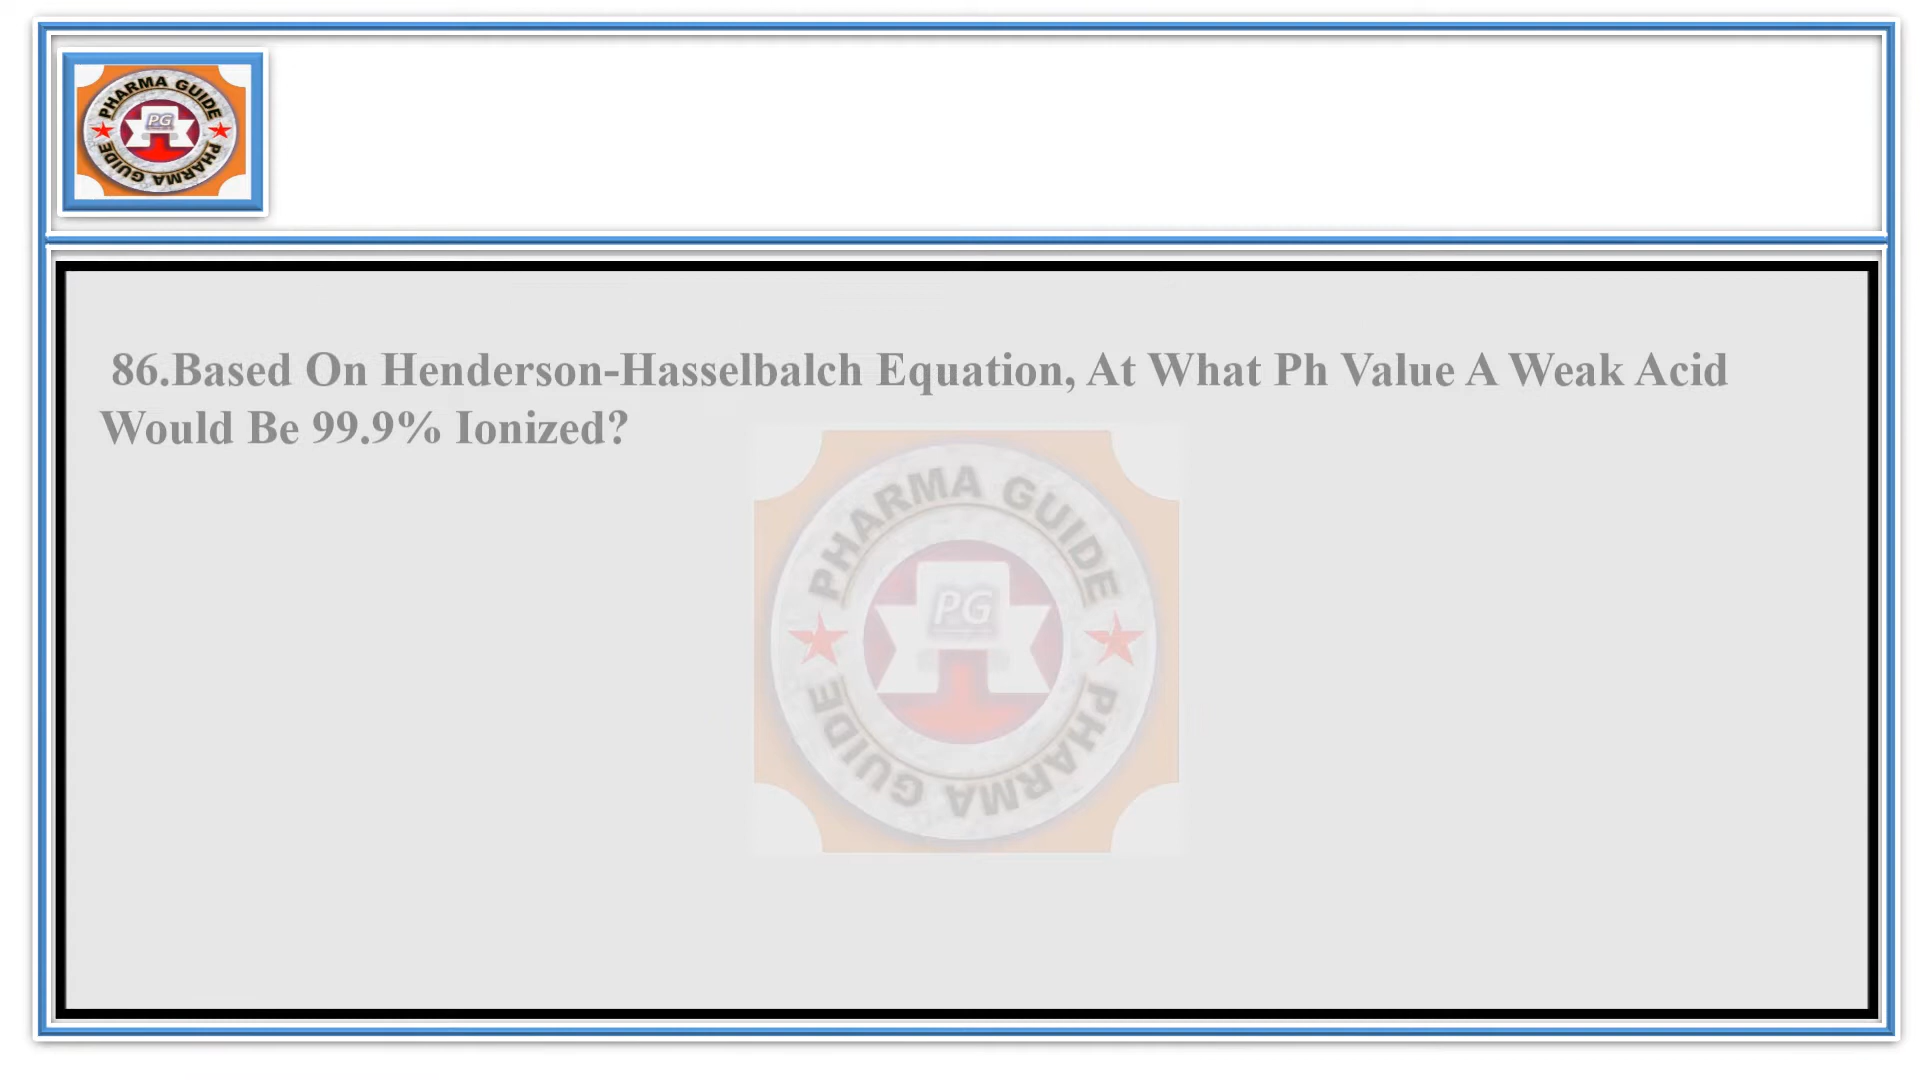 PHARMA GUIDE
PG
PHARMA GUIDE
86.Based On Henderson-Hasselbalch Equation, At What Ph Value A Weak Acid
Would Be 99.9% Ionized?
PHARMA GUIDE
PG
PHARMA GUIDE